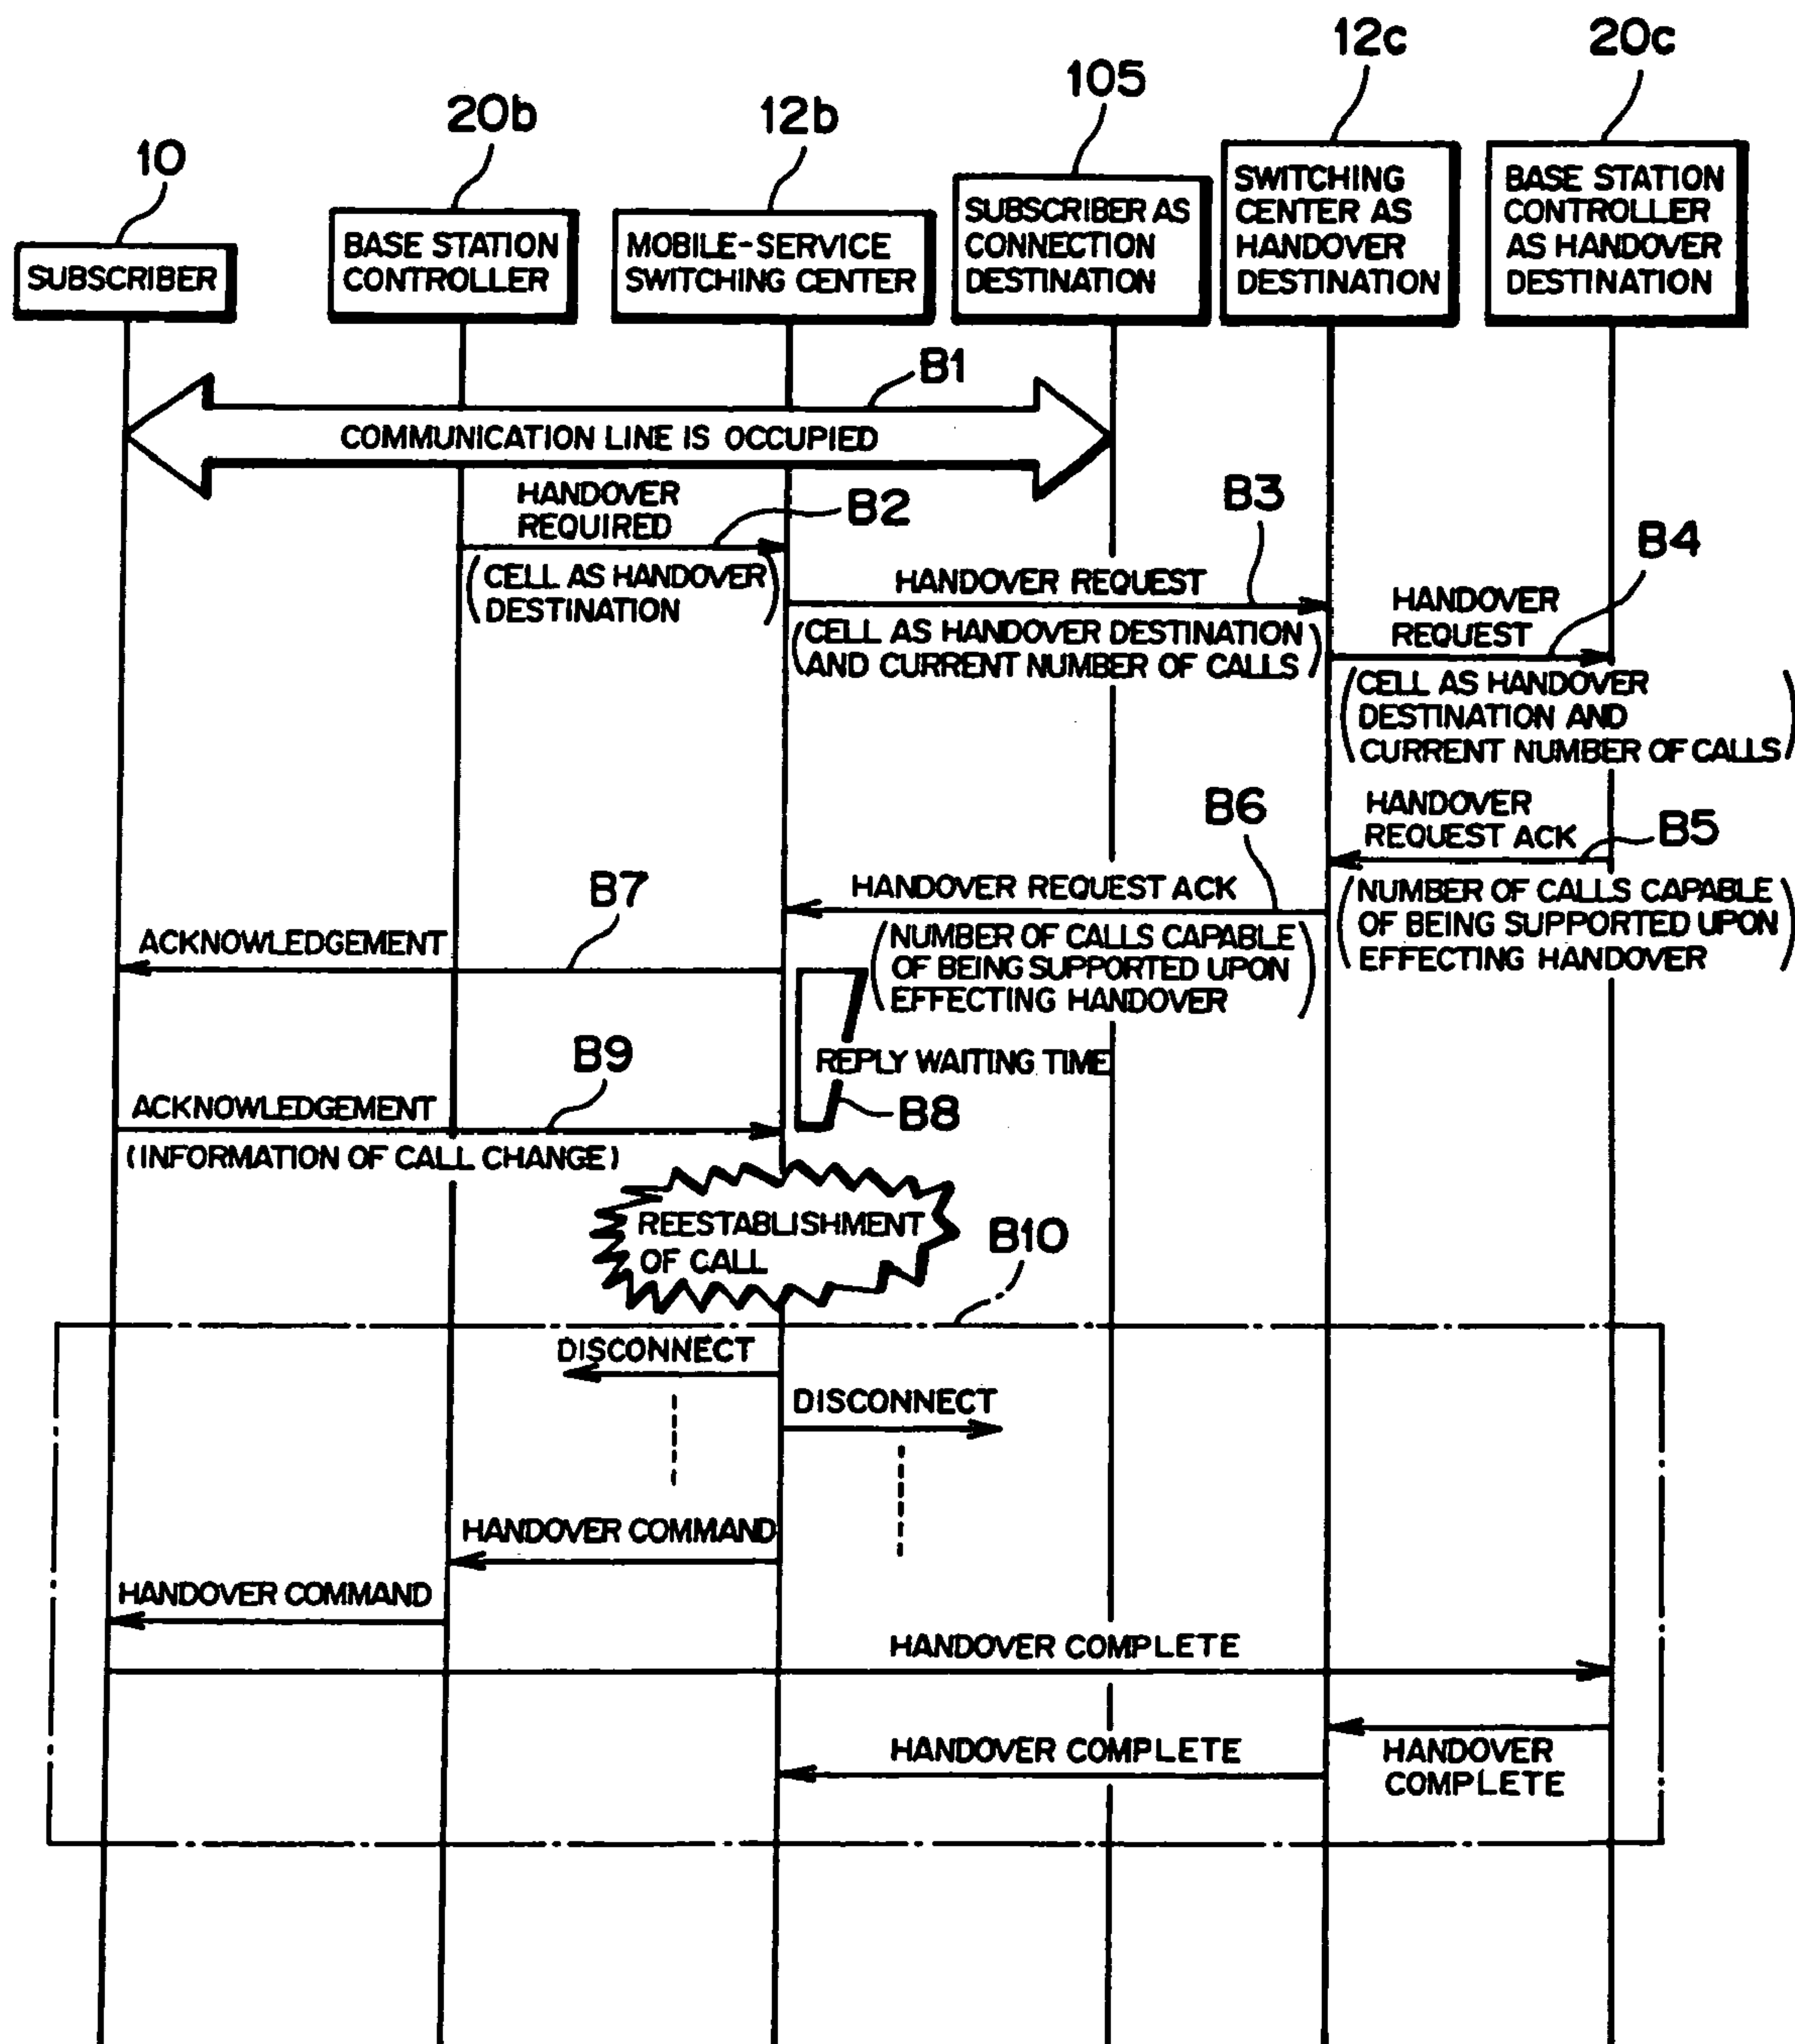 12c
20c
105
20b
12b
10
SUBSCRIBER
BASE STATION
CONTROLLER
MOBILE-SERVICE
SWITCHING CENTER
SUBSCRIBER AS
CONNECTION
DESTINATION
SWITCHING
CENTER AS
HANDOVER
DESTINATION
BASE STATION
CONTROLLER
AS HANDOVER
DESTINATION
B1
COMMUNICATION LINE IS OCCUPIED
HANDOVER
REQUIRED
B2
(CELL AS HANDOVER
DESTINATION)
B3
HANDOVER REQUEST
(CELL AS HANDOVER DESTINATION
AND CURRENT NUMBER OF CALLS)
B4
HANDOVER
REQUEST
(CELL AS HANDOVER
DESTINATION AND
CURRENT NUMBER OF CALLS)
HANDOVER
REQUEST ACK
B5
(NUMBER OF CALLS CAPABLE
OF BEING SUPPORTED UPON
EFFECTING HANDOVER)
B6
HANDOVER REQUEST ACK
(NUMBER OF CALLS CAPABLE
OF BEING SUPPORTED UPON
EFFECTING HANDOVER)
B7
ACKNOWLEDGEMENT
REPLY WAITING TIME
B8
B9
ACKNOWLEDGEMENT
(INFORMATION OF CALL CHANGE)
REESTABLISHMENT
OF CALL
B10
DISCONNECT
DISCONNECT
HANDOVER COMMAND
HANDOVER COMMAND
HANDOVER COMPLETE
HANDOVER COMPLETE
HANDOVER
COMPLETE